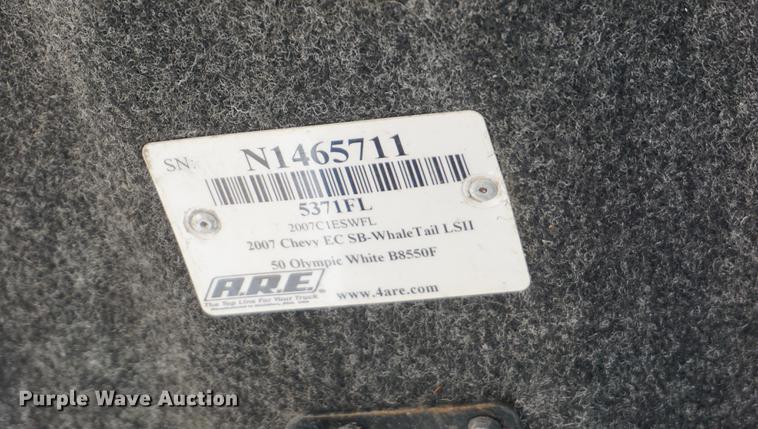 SN: N1465711
5371FL
2007C1ESWFL
2007 Chevy EC SB-WhaleTail LSII
50 Olympic White B8550F
A.R.E.
The Top Line For Your Truck
www.4are.com
Purple Wave Auction